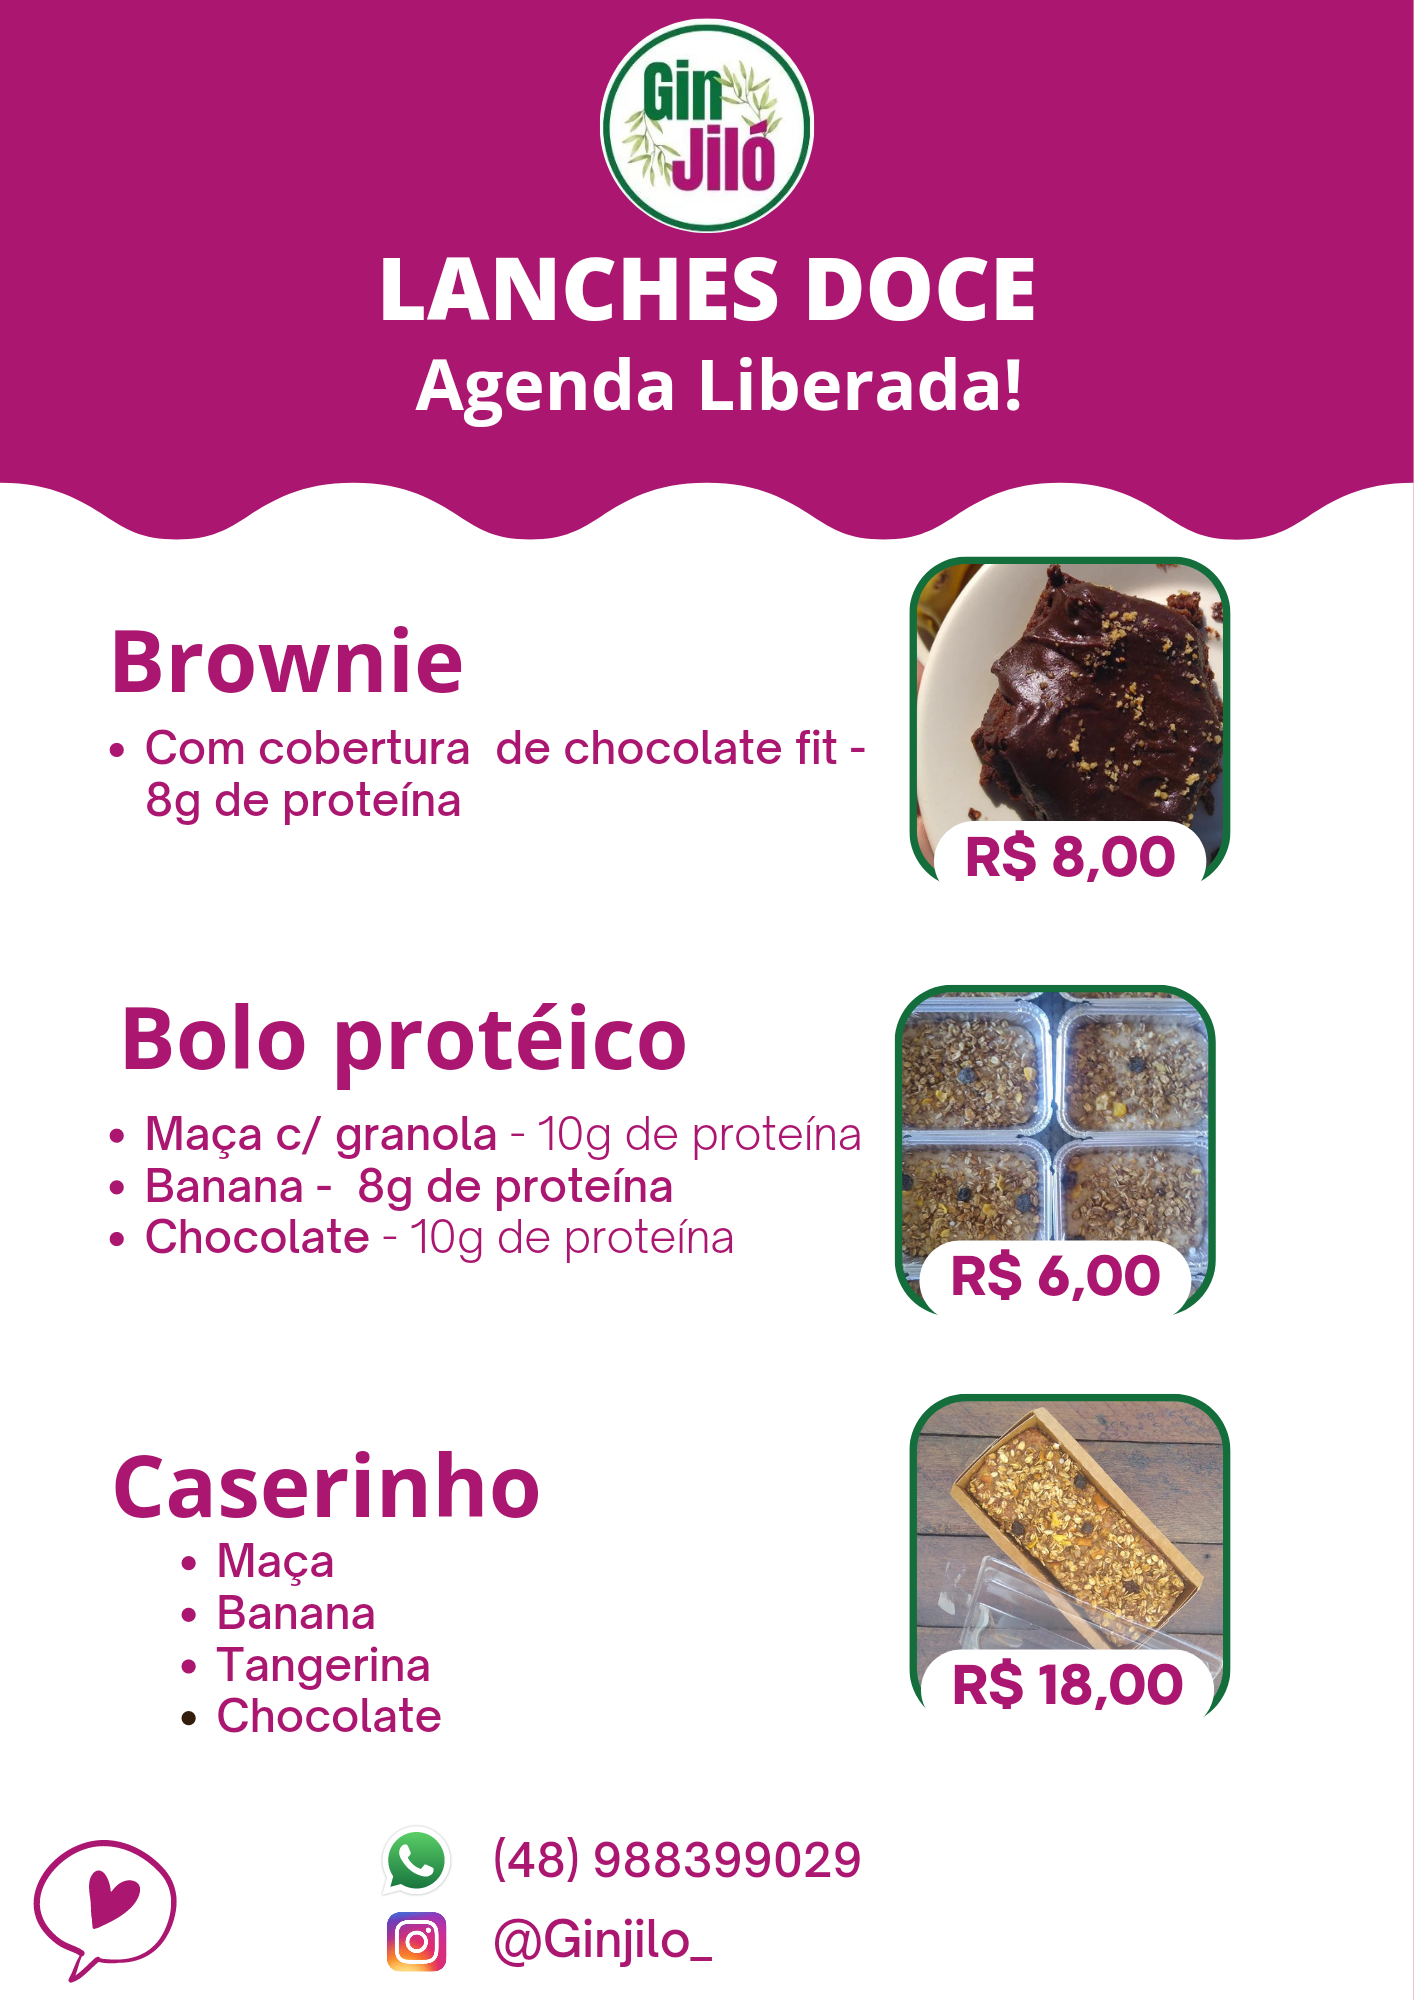 Gin
Jiló
LANCHES DOCE
Agenda Liberada!
Brownie
• Com cobertura  de chocolate fit -
8g de proteína
R$ 8,00
Bolo protéico
• Maça c/ granola - 10g de proteína
• Banana -  8g de proteína
• Chocolate - 10g de proteína
R$ 6,00
Caserinho
• Maça
• Banana
• Tangerina
• Chocolate
R$ 18,00
(48) 988399029
@Ginjilo_